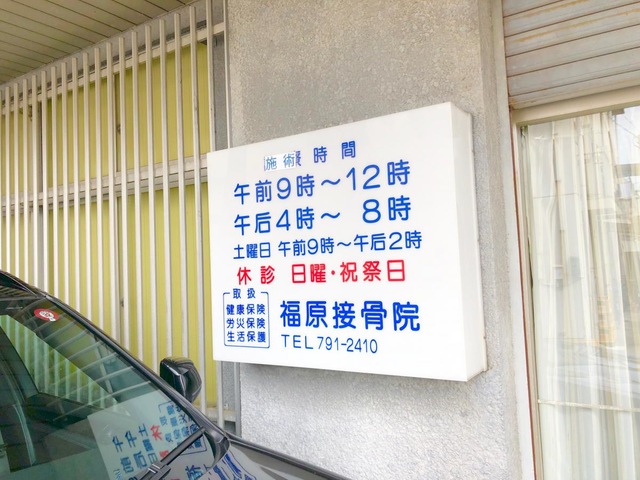 施術時間
午前9時〜12時
午后4時〜 8時
土曜日 午前9時〜午后2時
休診 日曜・祝祭日
取扱
健康保険
労災保険
生活保護
福原接骨院
TEL 791-2410